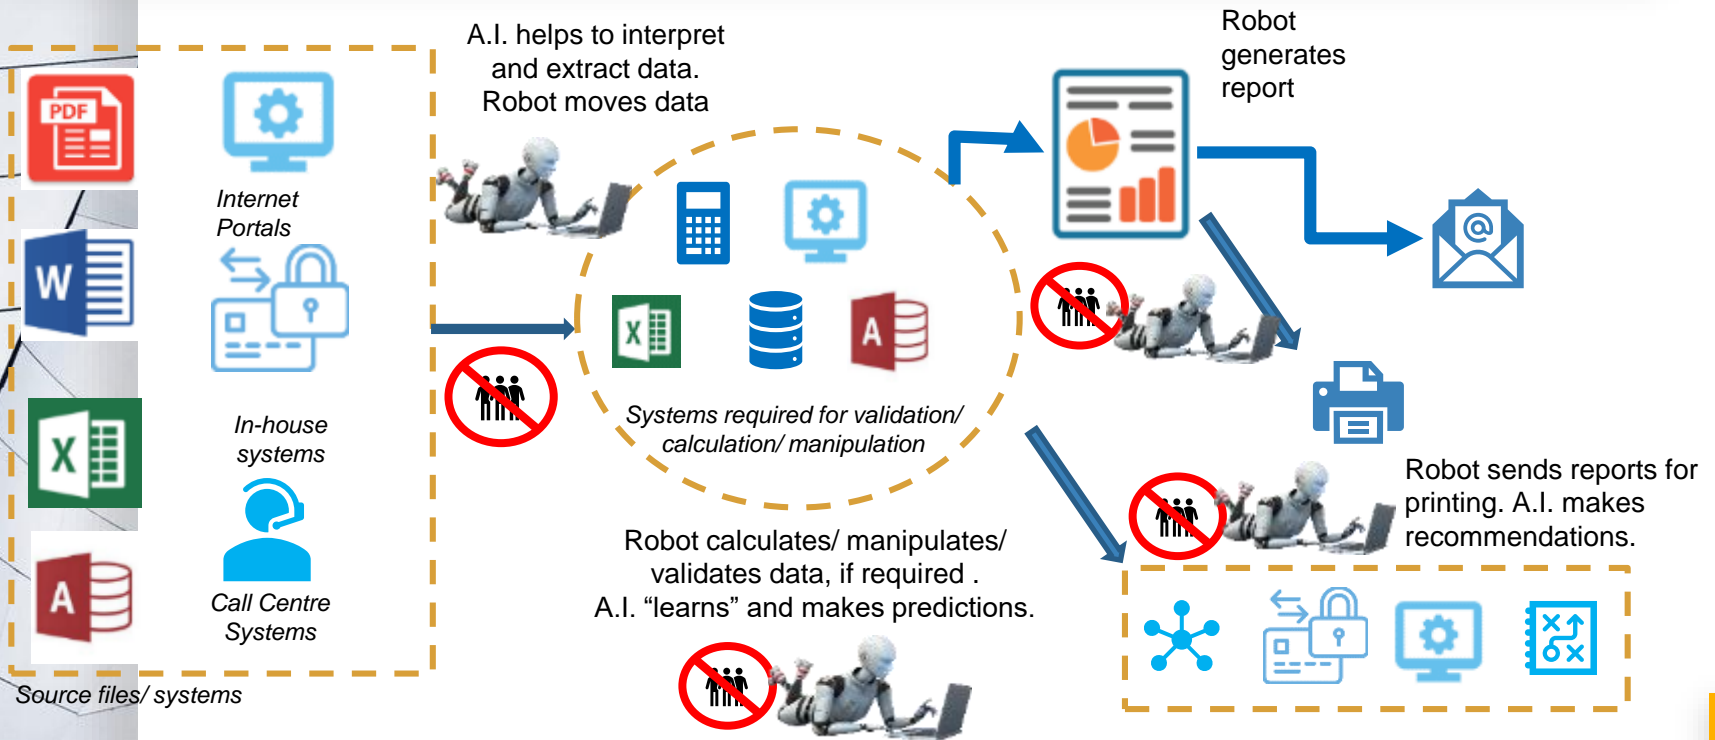 A.I. helps to interpret
and extract data.
Robot moves data
Robot
generates
report
PDF
Internet
Portals
W
@
X
A
Systems required for validation/
calculation/ manipulation
In-house
systems
X
A
Call Centre
Systems
Source files/ systems
Robot calculates/ manipulates/
validates data, if required .
A.I. “learns” and makes predictions.
Robot sends reports for
printing. A.I. makes
recommendations.